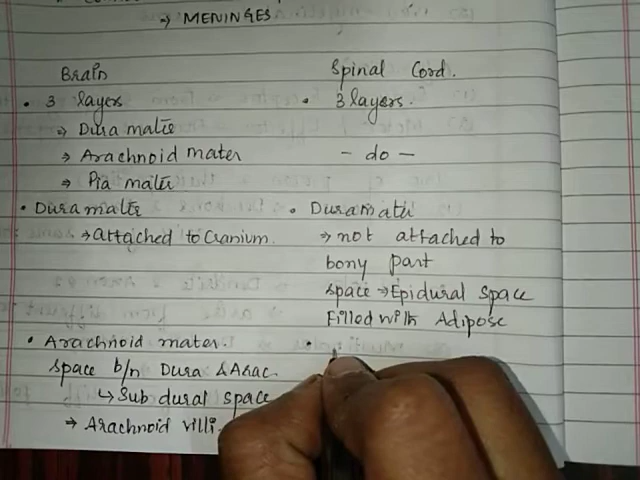 → MENINGES
Brain
• 3 layers
→ Dura mater
→ Arachnoid mater
→ Pia mater
• Dura mater
→ attached to Cranium.
• Arachnoid mater.
Space b/n Dura & Arac.
↳ Sub dural space
→ Arachnoid villi
Spinal Cord.
• 3 layers.
- do -
• Dura mater
→ not attached to
bony part
space → Epidural space
Filled with Adipose
•